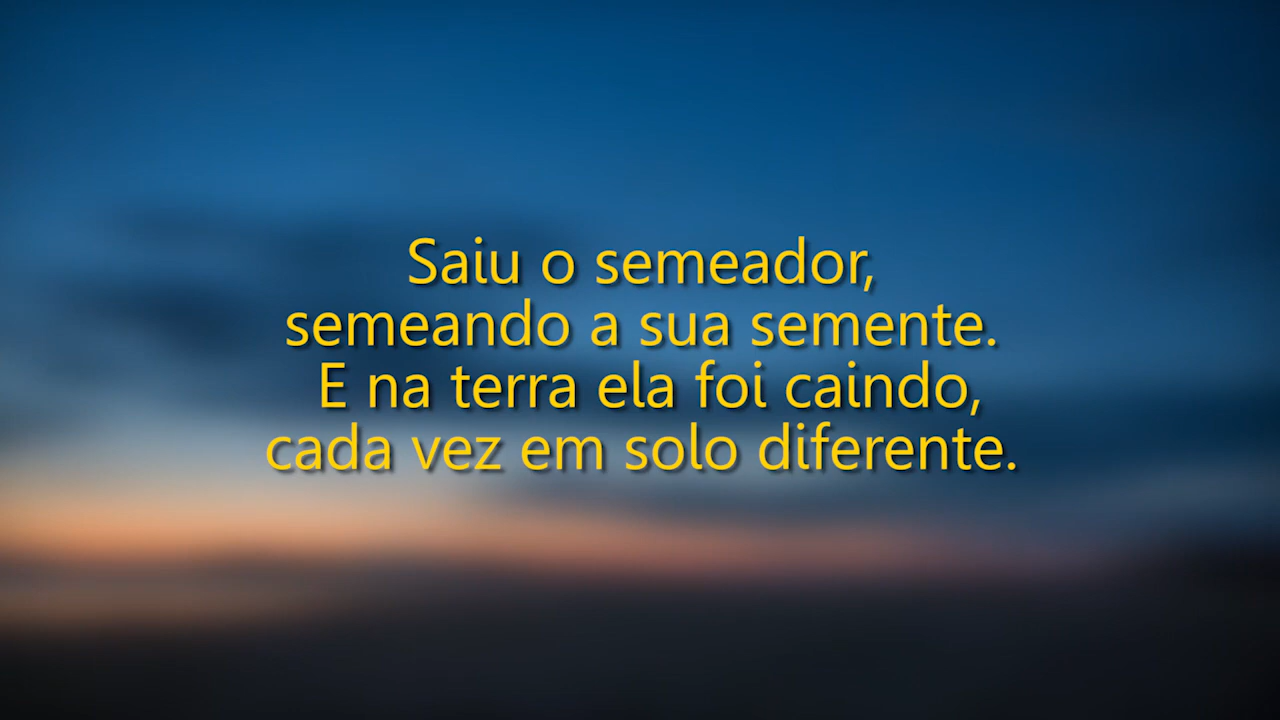 Saiu o semeador,
semeando a sua semente.
E na terra ela foi caindo,
cada vez em solo diferente.